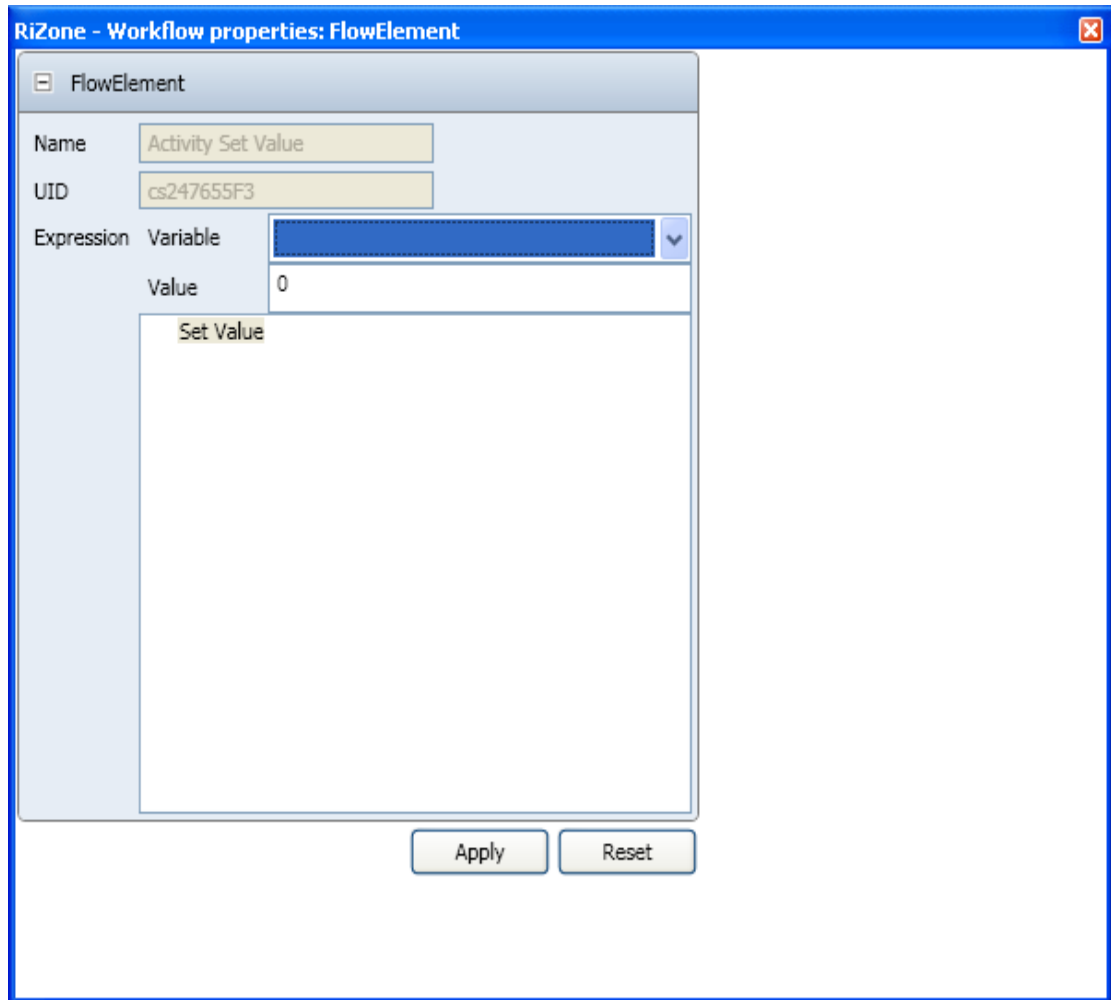 RiZone - Workflow properties: FlowElement
FlowElement
Name Activity Set Value
UID cs247655F3
Expression Variable
Value 0
Set Value
Apply Reset